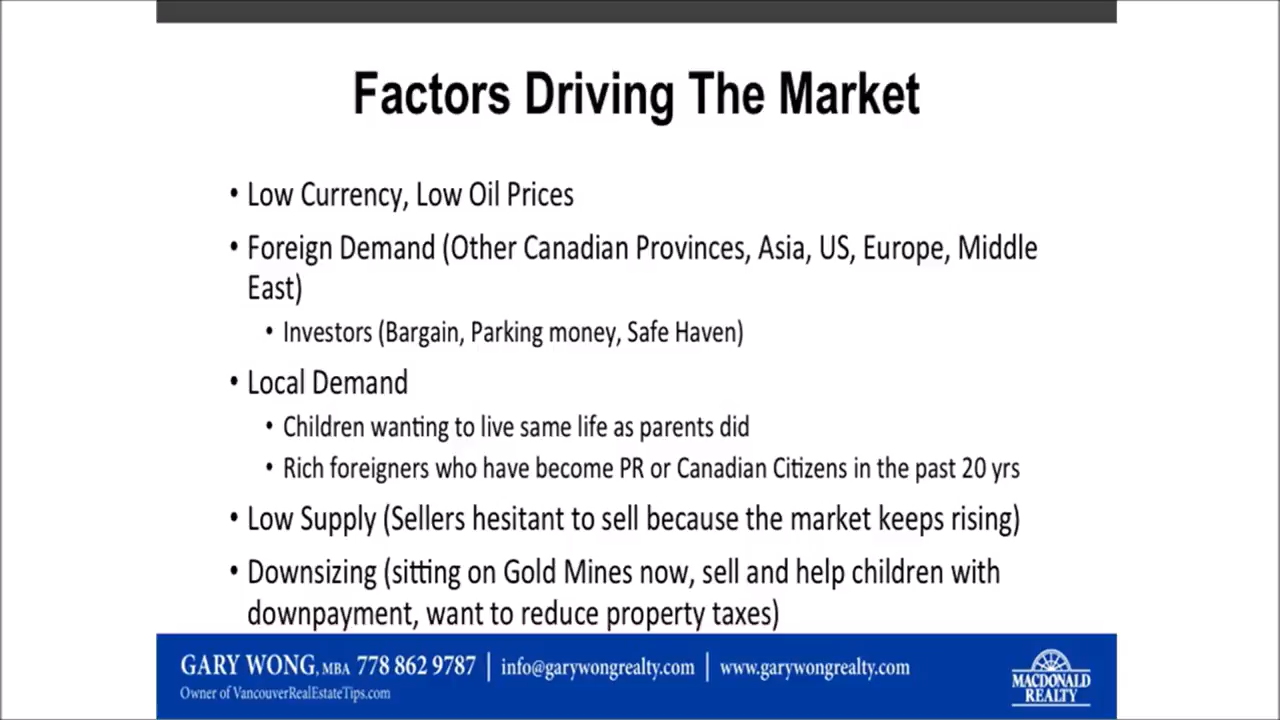 Factors Driving The Market
• Low Currency, Low Oil Prices
• Foreign Demand (Other Canadian Provinces, Asia, US, Europe, Middle
East)
• Investors (Bargain, Parking money, Safe Haven)
• Local Demand
• Children wanting to live same life as parents did
• Rich foreigners who have become PR or Canadian Citizens in the past 20 yrs
• Low Supply (Sellers hesitant to sell because the market keeps rising)
• Downsizing (sitting on Gold Mines now, sell and help children with
downpayment, want to reduce property taxes)
GARY WONG, MBA 778 862 9787 | info@garywongrealty.com | www.garywongrealty.com
Owner of VancouverRealEstateTips.com
MACDONALD
REALTY